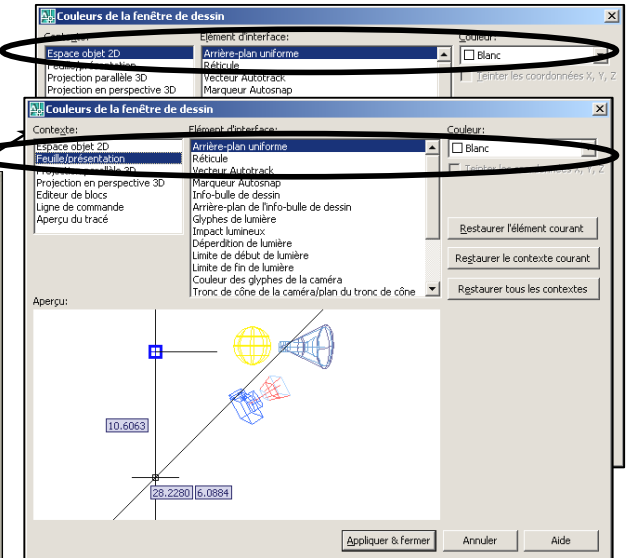 Couleurs de la fenêtre de dessin
Contexte: Elément d'interface: Couleur:
Espace objet 2D Arrière-plan uniforme Blanc
Feuille/présentation Réticule
Projection parallèle 3D Vecteur Autotrack Teinter les coordonnées X, Y, Z
Projection en perspective 3D Marqueur Autosnap
Couleurs de la fenêtre de dessin
Contexte: Elément d'interface: Couleur:
Espace objet 2D Arrière-plan uniforme Blanc
Feuille/présentation Réticule
Projection parallèle 3D Vecteur Autotrack Teinter les coordonnées X, Y, Z
Projection en perspective 3D Marqueur Autosnap
Editeur de blocs Info-bulle de dessin
Ligne de commande Arrière-plan de l'info-bulle de dessin
Aperçu du tracé Glyphes de lumière
Impact lumineux Restaurer l'élément courant
Déperdition de lumière
Limite de début de lumière Restaurer le contexte courant
Limite de fin de lumière
Couleur des glyphes de la caméra
Tronc de cône de la caméra/plan du tronc de cône Restaurer tous les contextes
Aperçu:
10.6063
28.2280 6.0884
Appliquer & fermer Annuler Aide